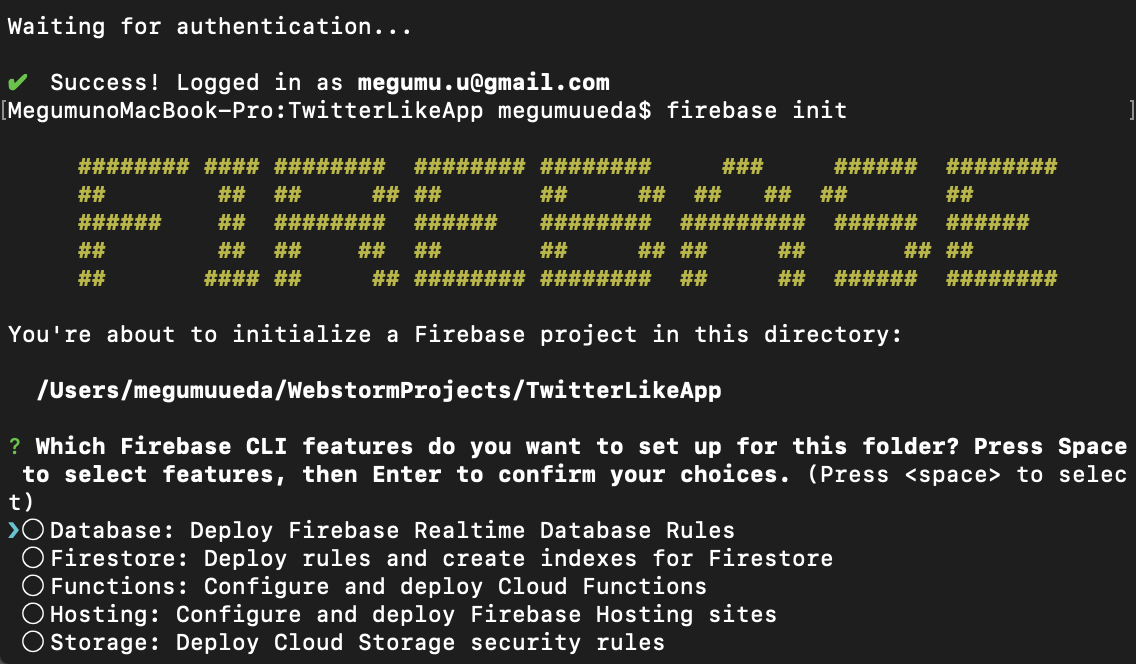 Waiting for authentication...
✔  Success! Logged in as megumu.u@gmail.com
[MegumunoMacBook-Pro:TwitterLikeApp megumuueda$ firebase init ]
     ######## #### ########  ######## ########     ###     ######  ########
     ##        ##  ##     ## ##       ##     ##  ##   ##  ##       ##
     ######    ##  ########  ######   ########  #########  ######  ######
     ##        ##  ##    ##  ##       ##     ## ##     ##       ## ##
     ##       #### ##     ## ######## ########  ##     ##  ######  ########
You're about to initialize a Firebase project in this directory:
  /Users/megumuueda/WebstormProjects/TwitterLikeApp
? Which Firebase CLI features do you want to set up for this folder? Press Space
 to select features, then Enter to confirm your choices. (Press <space> to selec
t)
❯◯ Database: Deploy Firebase Realtime Database Rules
 ◯ Firestore: Deploy rules and create indexes for Firestore
 ◯ Functions: Configure and deploy Cloud Functions
 ◯ Hosting: Configure and deploy Firebase Hosting sites
 ◯ Storage: Deploy Cloud Storage security rules